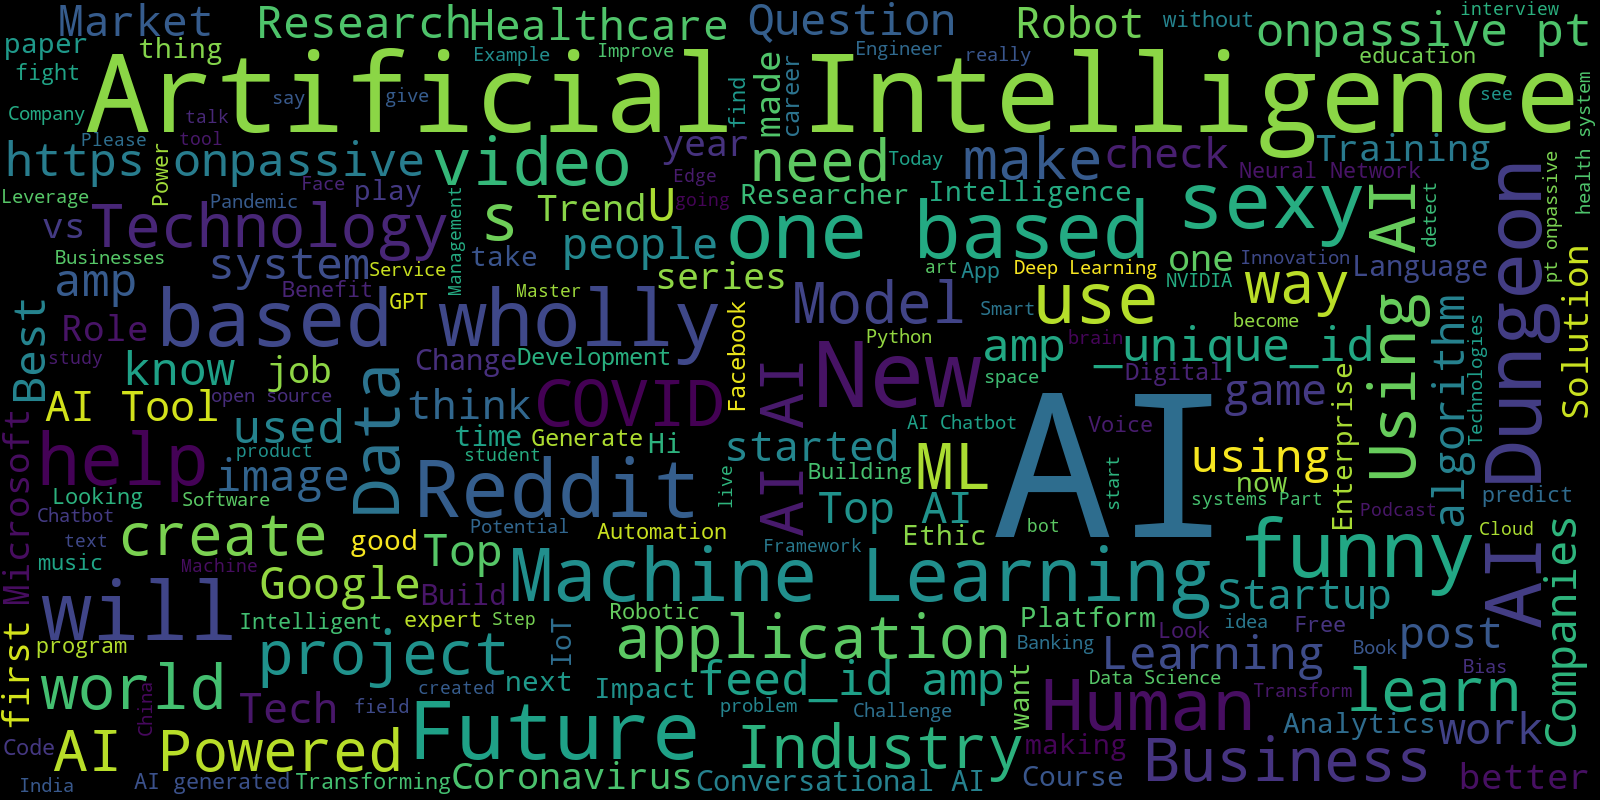 Market
Research
Healthcare
Question
Robot
without
interview
onpassive pt
paper
thing
Example
Improve
Engineer
really
education
fight
Artificial
Intelligence
made
career
find
say
give
see
health system
Company
talk
Please
tool
https
onpassive
video
year
need
Today
make
check
Training
Power
Leverage
Pandemic
Face
play
Edge
going
Researcher
Intelligence
Neural Network
sexy
AI
detect
pt onpassive
Dungeon
vs
Technology
Management
s
Trend
U
people
one based
Businesses
amp
system
Service
take
series
art
App
Deep Learning
one
NVIDIA
Innovation
Language
Solution
Benefit
GPT
Master
Model
Smart
use
way
become
Best
Role
based wholly
Facebook
Python
brain
amp _unique_id
study
know
job
Change
Development
New
space
Digital
game
Using
algorithm
Technologies
AI Tool
open source
Data
think
COVID
AI AI
AI Chatbot
Voice
Enterprise
help
used
product
time
Generate
Hi
student
started
ML
AI
using
Microsoft
image
Reddit
live
Building
start
now
predict
Looking
Software
Top AI
systems Part
Podcast
Chatbot
create
Potential
Automation
Ethic
bot
Cloud
text
good
Top
Framework
funny
Companies
music
Machine
Google
Build
Machine Learning
Startup
AI
will
Intelligent
expert
Step
Robotic
Platform
Look
idea
Free
first
program
project
IoT
application
Banking
Learning
Book
post
Bias
world
China
created
next
Impact
feed_id amp
want
Data Science
Transform
learn
Tech
field
problem
Challenge
Human
Analytics
work
Code
AI Powered
Future
Industry
making
Business
India
AI generated
Transforming
Coronavirus
Conversational AI
Course
better